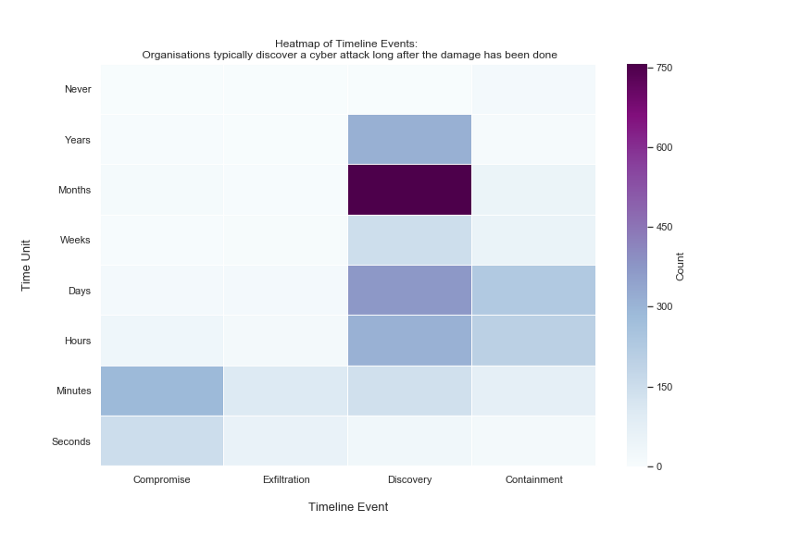 Heatmap of Timeline Events:
Organisations typically discover a cyber attack long after the damage has been done
Never
Years
Months
Weeks
Days
Hours
Minutes
Seconds
Time Unit
Compromise
Exfiltration
Discovery
Containment
Timeline Event
750
600
450
300
150
0
Count